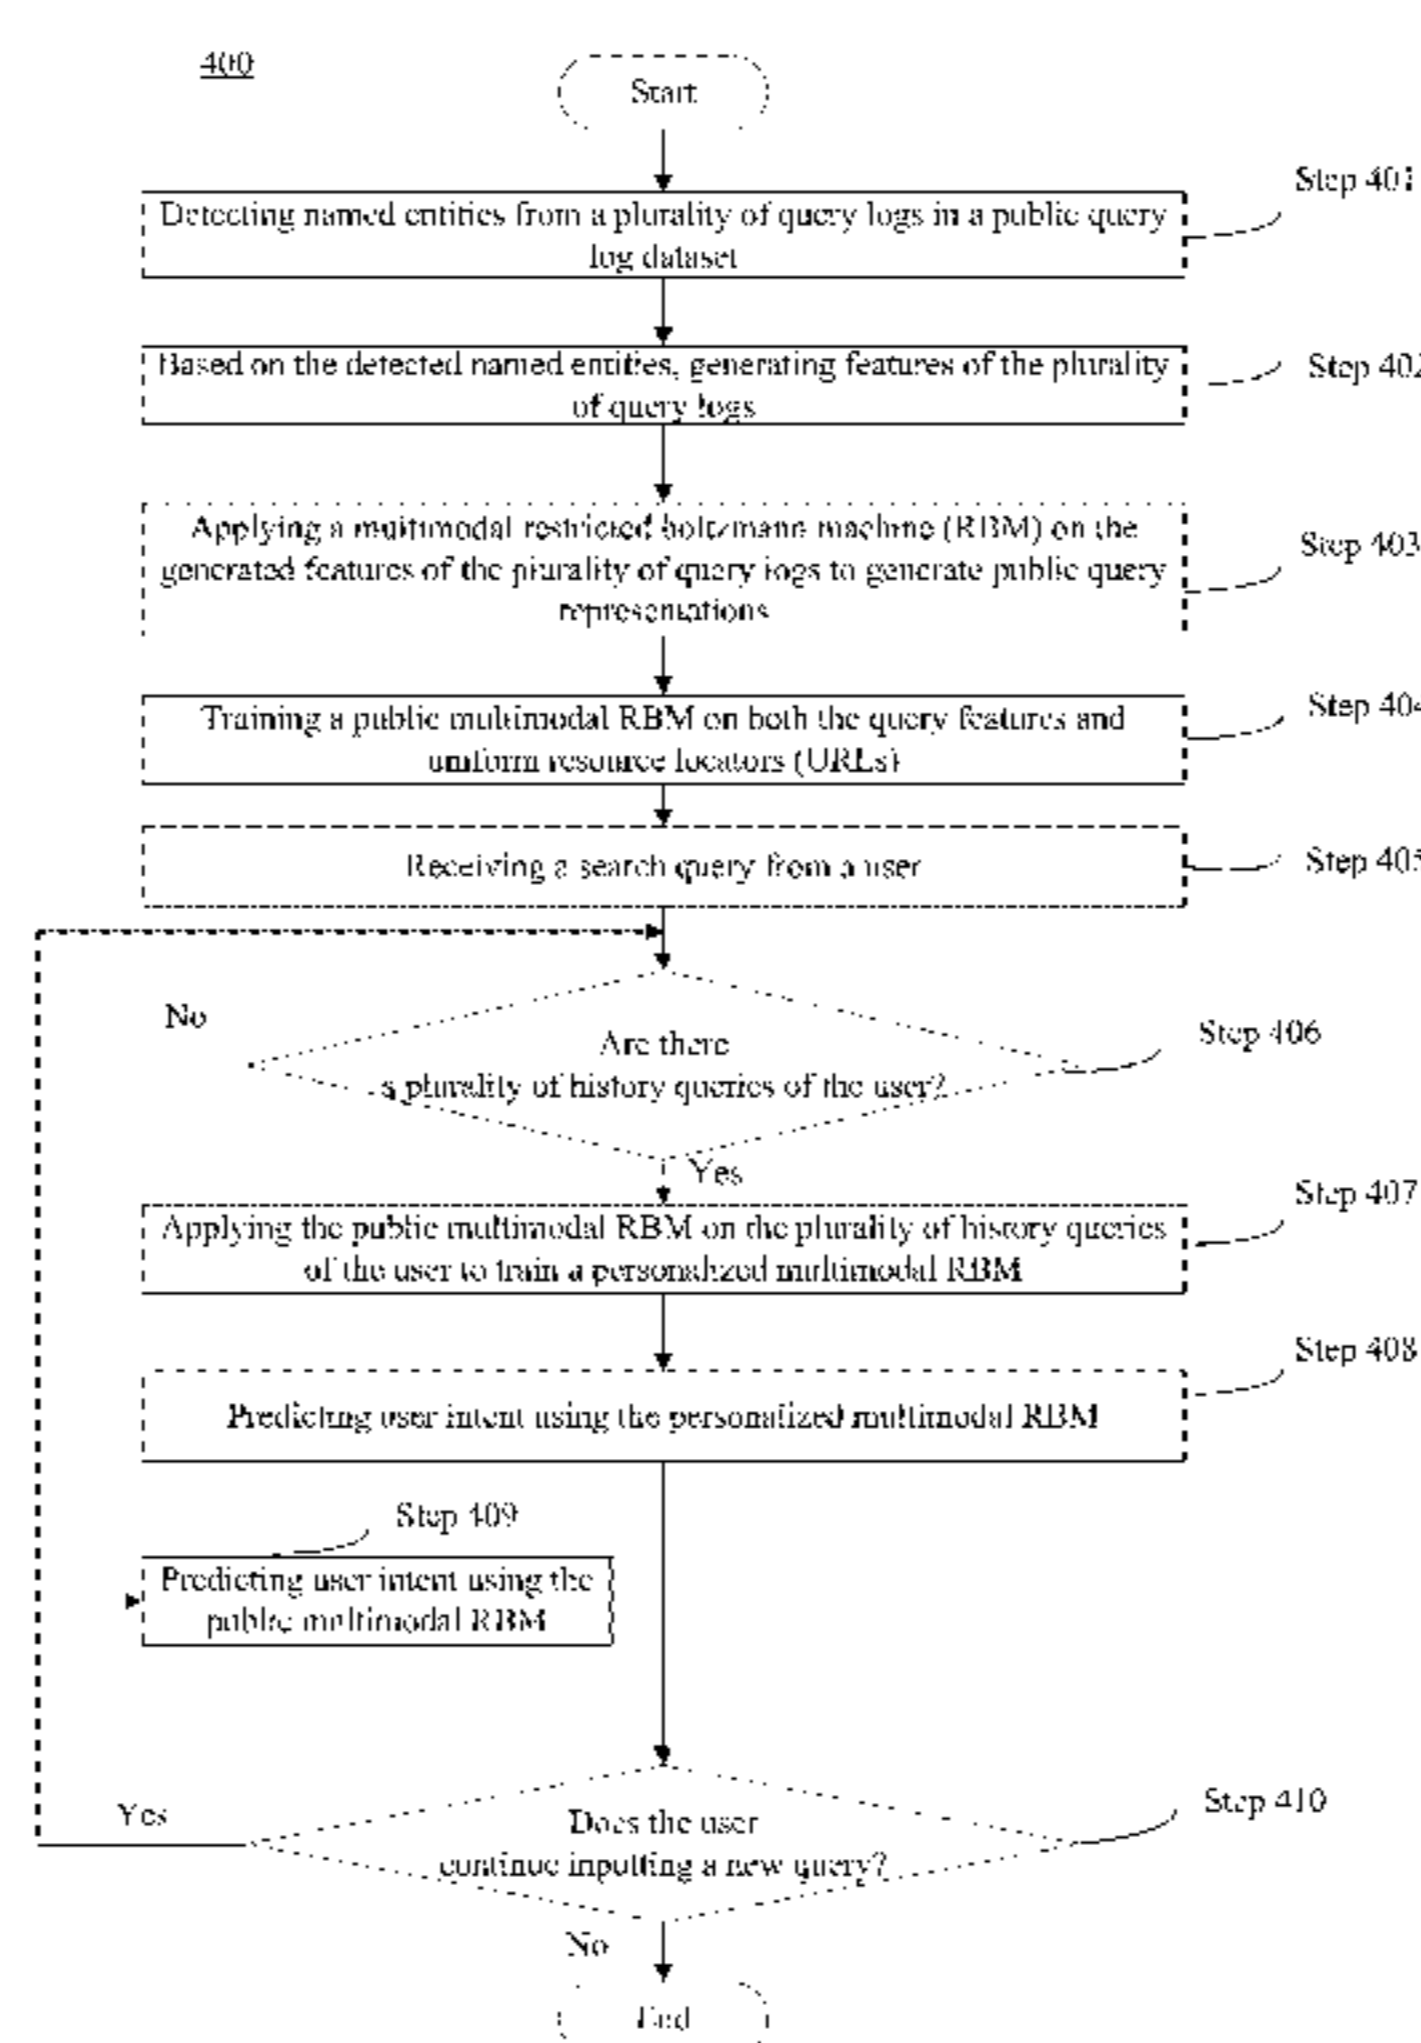 400
Start
Step 401
Detecting named entities from a plurality of query logs in a public query
log dataset
Step 402
Based on the detected named entities, generating features of the plurality
of query logs
Step 403
Applying a multimodal restricted boltzmann machine (RBM) on the
generated features of the plurality of query logs to generate public query
representations
Step 404
Training a public multimodal RBM on both the query features and
uniform resource locators (URLs)
Step 405
Receiving a search query from a user
No
Step 406
Are there
a plurality of history queries of the user?
Yes
Step 407
Applying the public multimodal RBM on the plurality of history queries
of the user to train a personalized multimodal RBM
Step 408
Predicting user intent using the personalized multimodal RBM
Step 409
Predicting user intent using the
public multimodal RBM
Step 410
Yes
Does the user
continue inputting a new query?
No
End